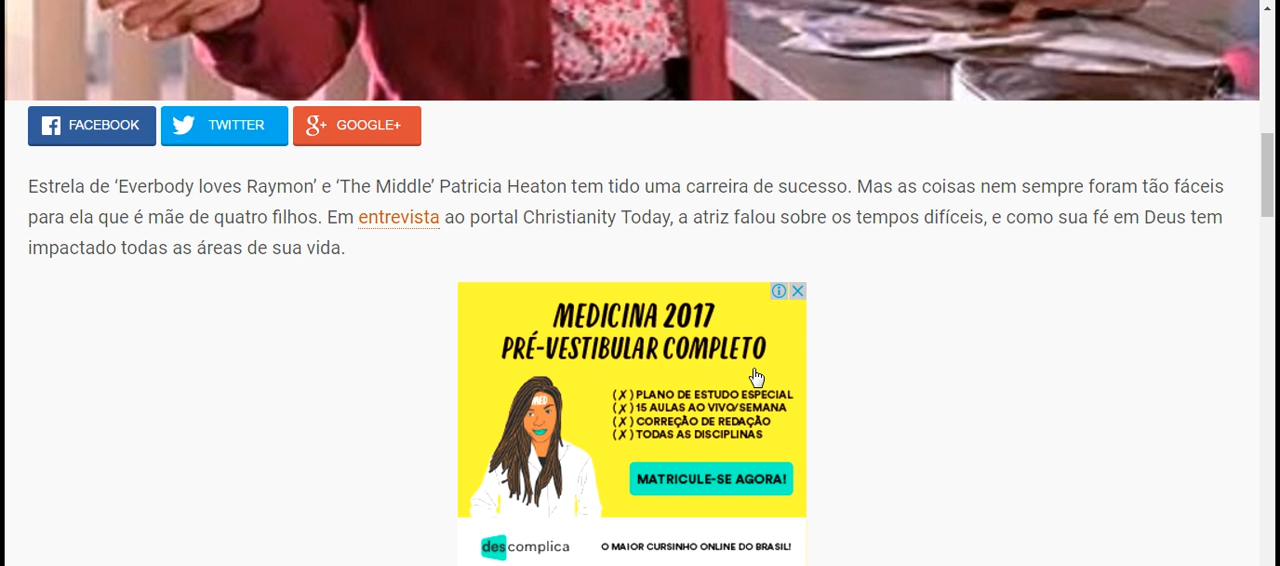 FACEBOOK TWITTER g+ GOOGLE+
Estrela de ‘Everbody loves Raymon’ e ‘The Middle’ Patricia Heaton tem tido uma carreira de sucesso. Mas as coisas nem sempre foram tão fáceis
para ela que é mãe de quatro filhos. Em entrevista ao portal Christianity Today, a atriz falou sobre os tempos difíceis, e como sua fé em Deus tem
impactado todas as áreas de sua vida.
MEDICINA 2017
PRÉ-VESTIBULAR COMPLETO
MED
(X) PLANO DE ESTUDO ESPECIAL
(X) 15 AULAS AO VIVO/SEMANA
(X) CORREÇÃO DE REDAÇÃO
(X) TODAS AS DISCIPLINAS
MATRICULE-SE AGORA!
descomplica O MAIOR CURSINHO ONLINE DO BRASIL!